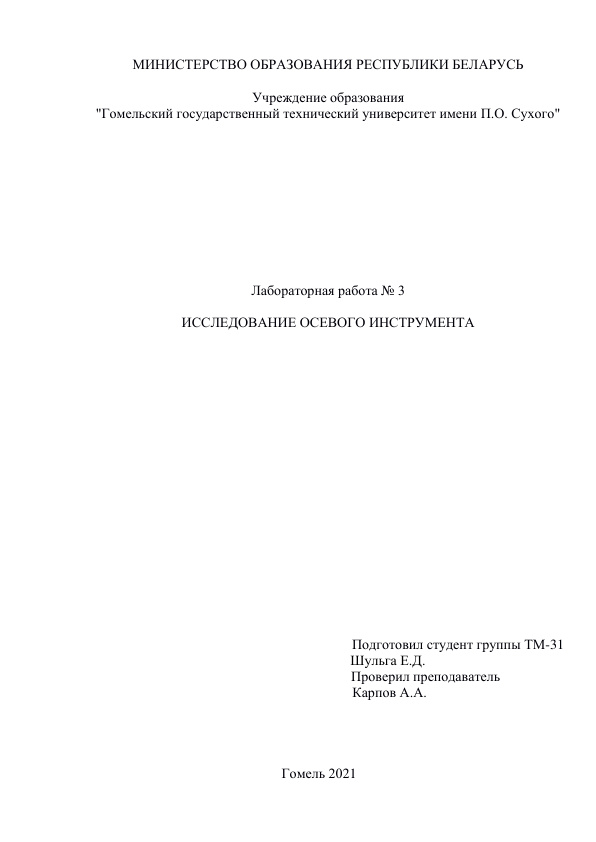 МИНИСТЕРСТВО ОБРАЗОВАНИЯ РЕСПУБЛИКИ БЕЛАРУСЬ
Учреждение образования
"Гомельский государственный технический университет имени П.О. Сухого"
Лабораторная работа № 3
ИССЛЕДОВАНИЕ ОСЕВОГО ИНСТРУМЕНТА
Подготовил студент группы ТМ-31
Шульга Е.Д.
Проверил преподаватель
Карпов А.А.
Гомель 2021